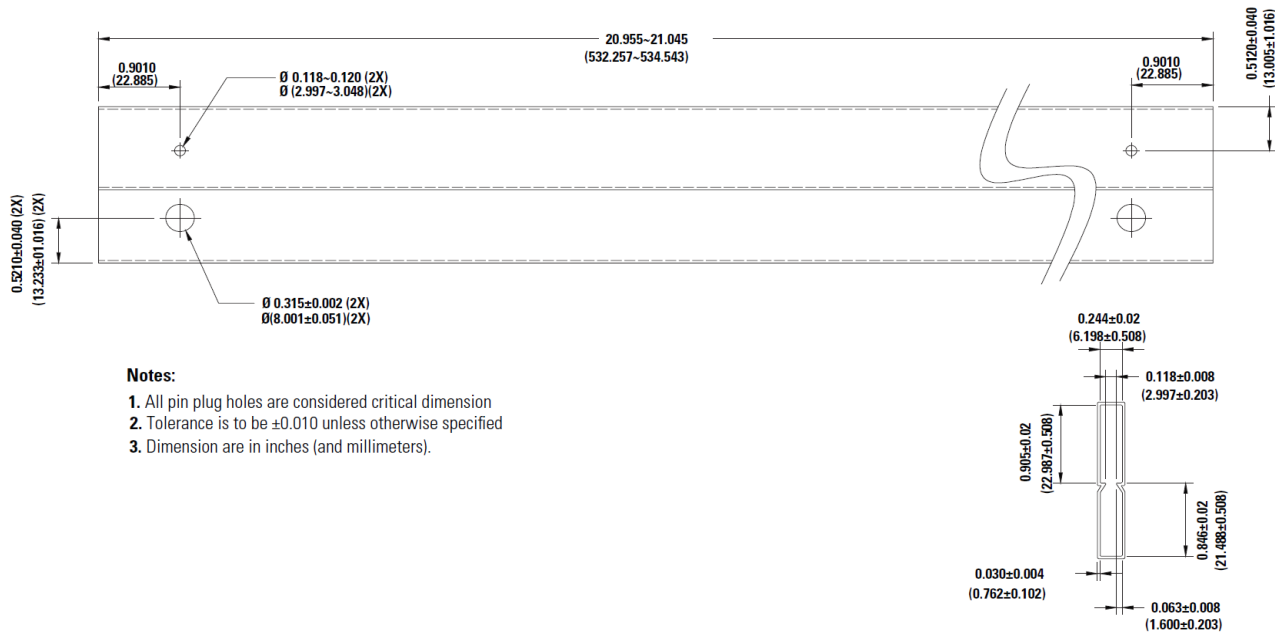 20.955~21.045
(532.257~534.543)
0.5120±0.040
(13.005±1.016)
0.9010
(22.885)
Ø 0.118~0.120 (2X)
Ø (2.997~3.048)(2X)
0.9010
(22.885)
0.5210±0.040 (2X)
(13.233±01.016) (2X)
Ø 0.315±0.002 (2X)
Ø(8.001±0.051)(2X)
Notes:
1. All pin plug holes are considered critical dimension
2. Tolerance is to be ±0.010 unless otherwise specified
3. Dimension are in inches (and millimeters).
0.244±0.02
(6.198±0.508)
0.118±0.008
(2.997±0.203)
0.905±0.02
(22.987±0.508)
0.846±0.02
(21.488±0.508)
0.030±0.004
(0.762±0.102)
0.063±0.008
(1.600±0.203)